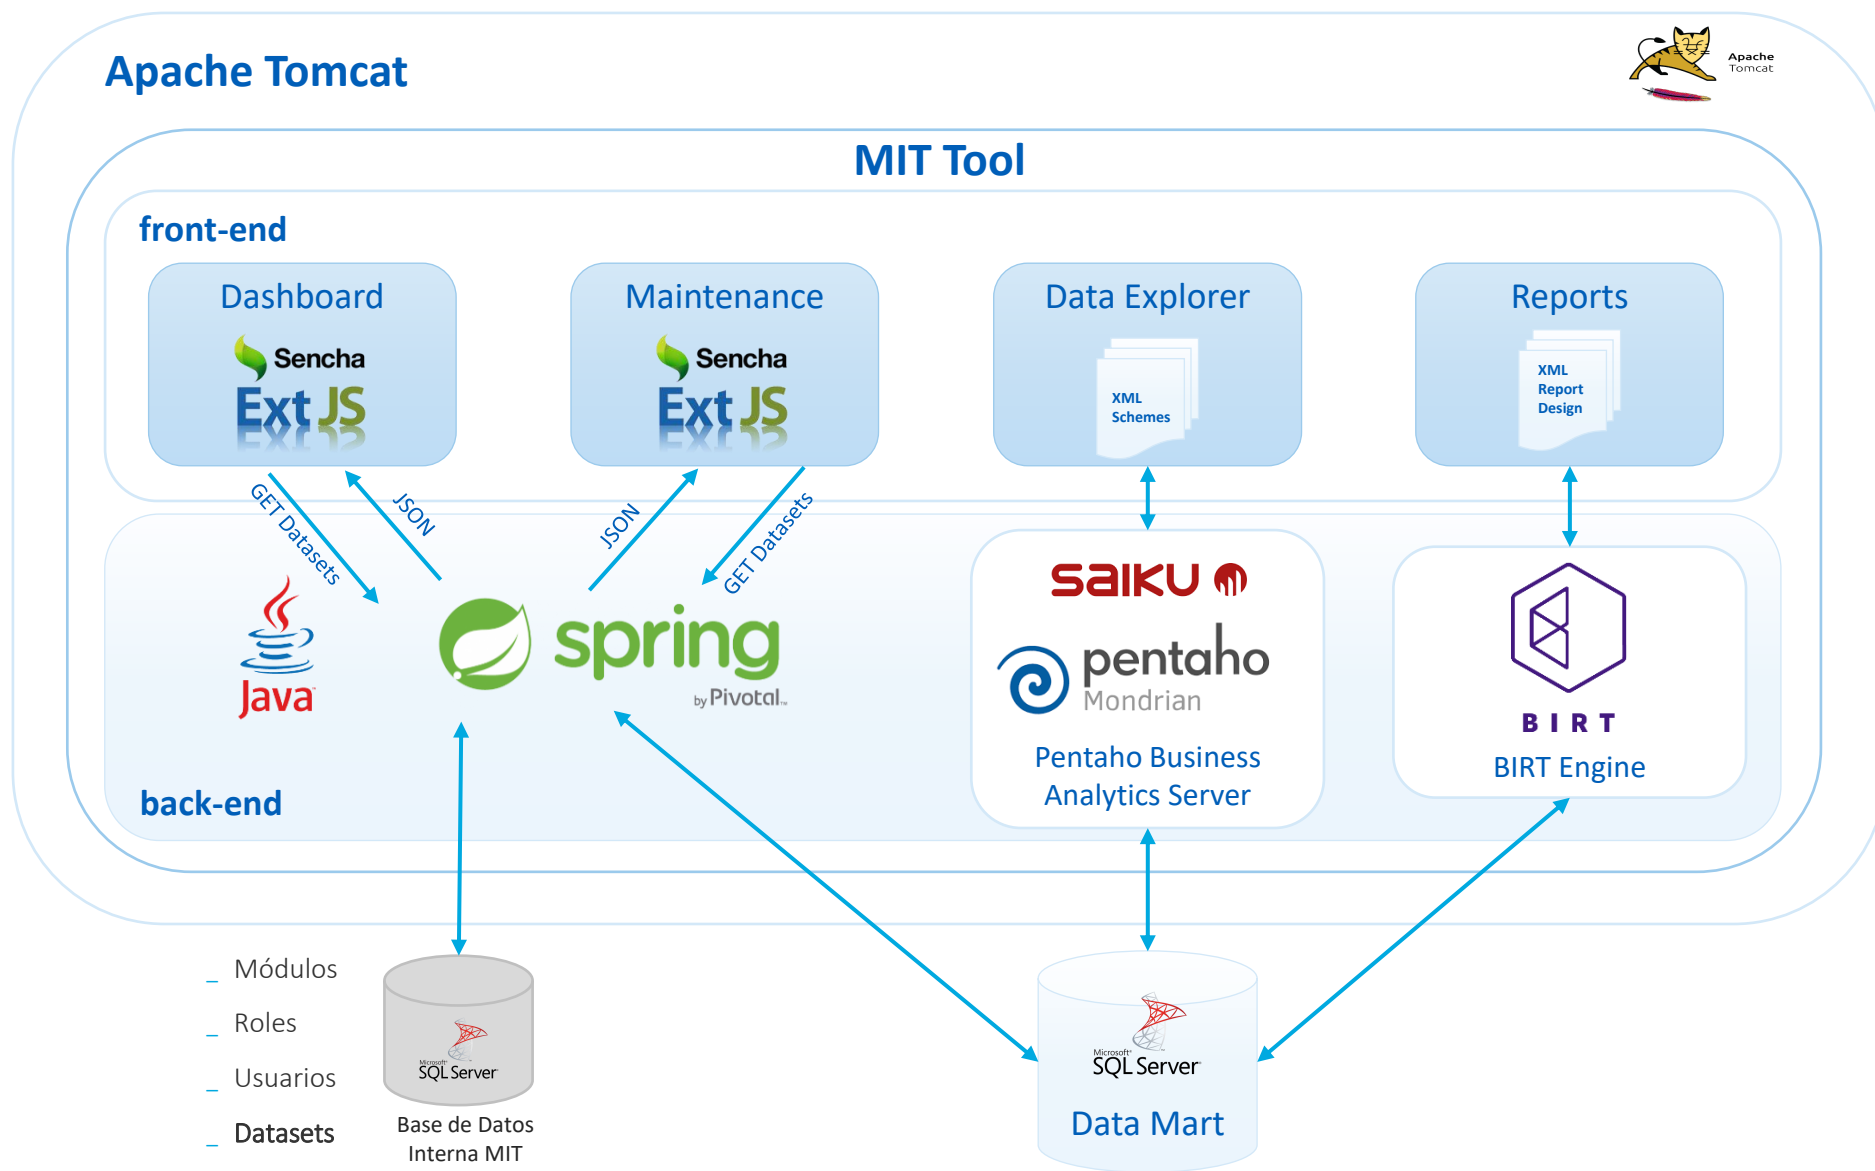 Apache Tomcat
Apache
Tomcat
MIT Tool
front-end
Dashboard
Sencha
Ext JS
Maintenance
Sencha
Ext JS
Data Explorer
XML
Schemes
Reports
XML
Report
Design
GET Datasets
JSON
JSON
GET Datasets
Java
spring
by Pivotal™
saiku
pentaho
Mondrian
Pentaho Business
Analytics Server
BIRT
BIRT Engine
back-end
_ Módulos
_ Roles
_ Usuarios
_ Datasets
Microsoft®
SQL Server
Base de Datos
Interna MIT
Microsoft®
SQL Server
Data Mart